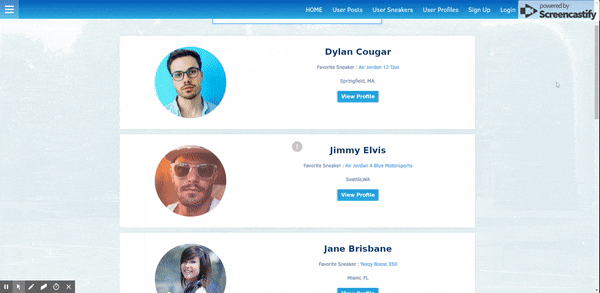 HOME User Posts User Sneakers User Profiles Sign Up Login
powered by
Screencastify
Dylan Cougar
Favorite Sneaker : Air Jordan 12 Taxi
Springfield, MA.
View Profile
Jimmy Elvis
Favorite Sneaker : Air Jordan 4 Blue Motorsports
Seattle,WA
View Profile
Jane Brisbane
Favorite Sneaker : Yeezy Boost 350
Miami, FL
View Profile